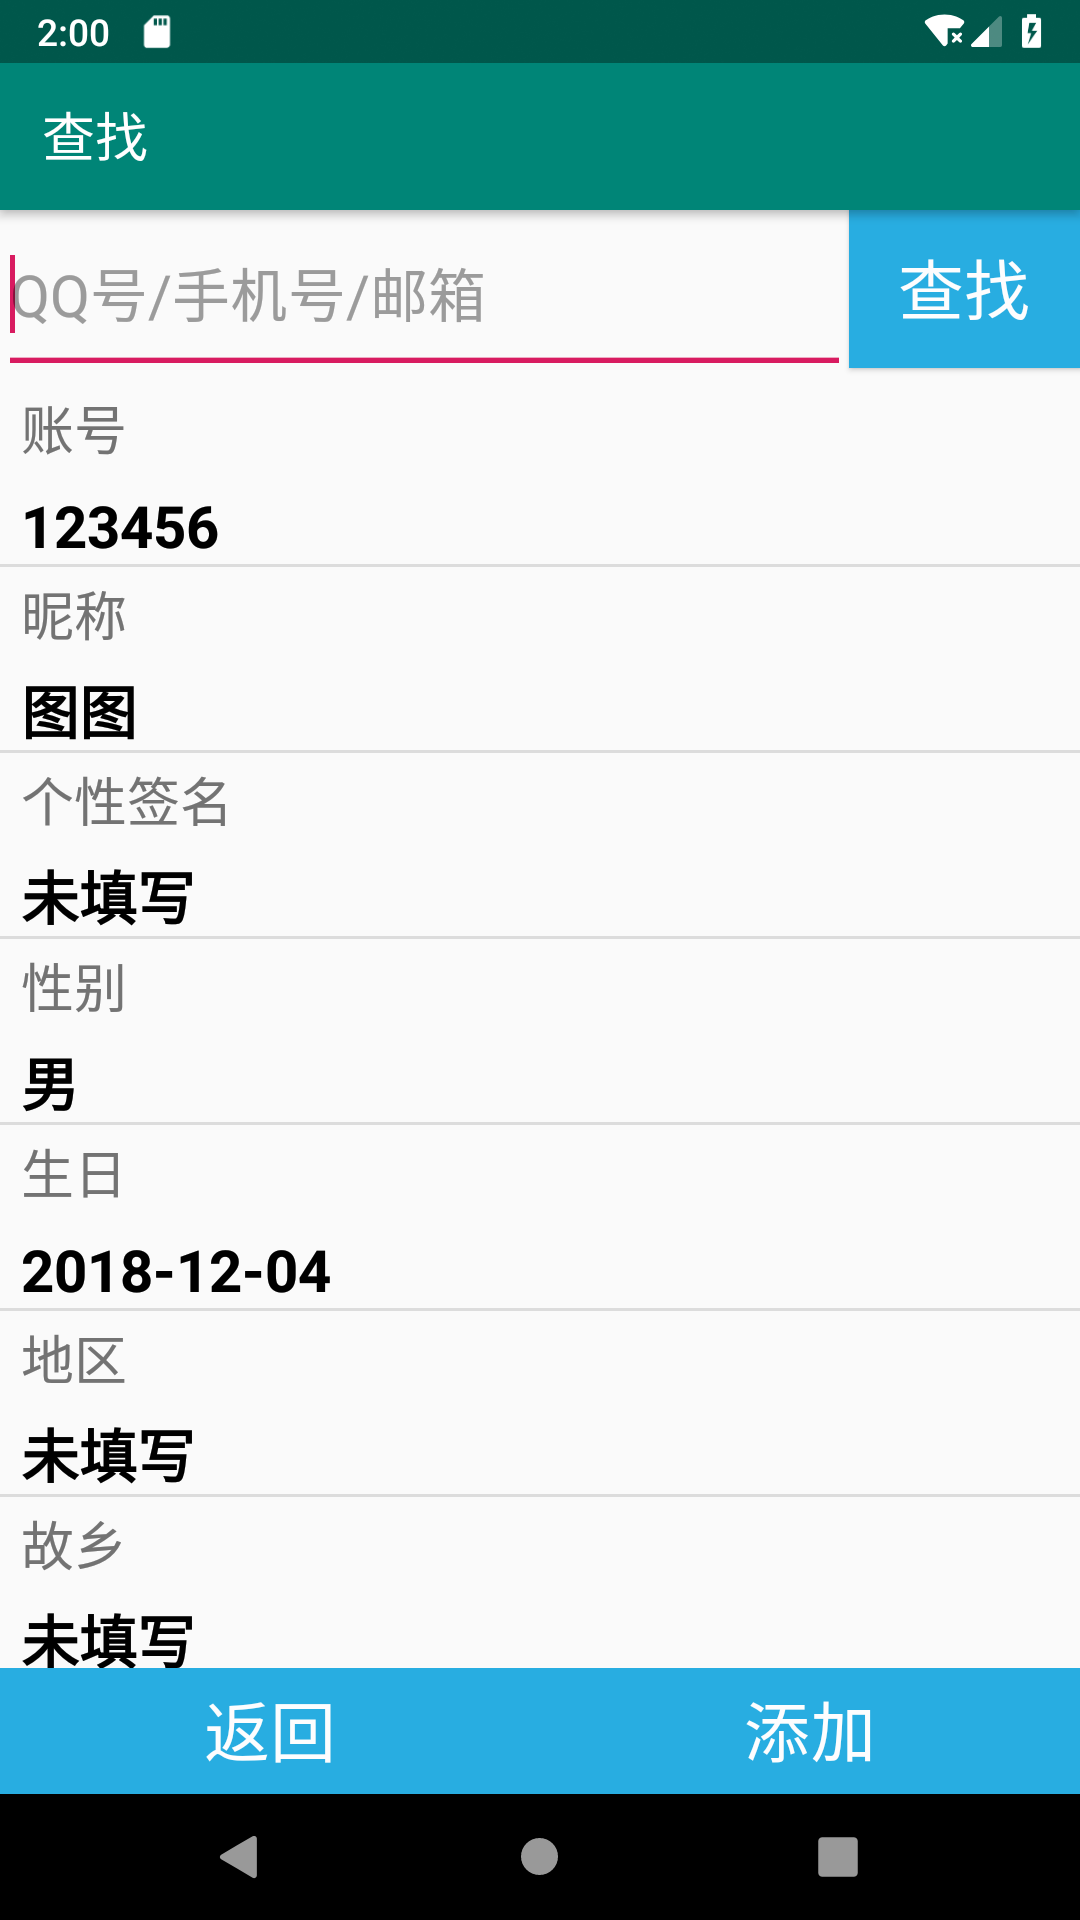 2:00
查找
QQ号/手机号/邮箱
查找
账号
123456
昵称
图图
个性签名
未填写
性别
男
生日
2018-12-04
地区
未填写
故乡
未填写
返回
添加